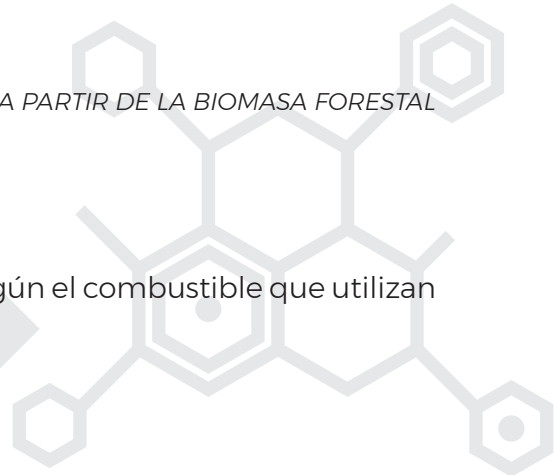 A PARTIR DE LA BIOMASA FORESTAL
gún el combustible que utilizan